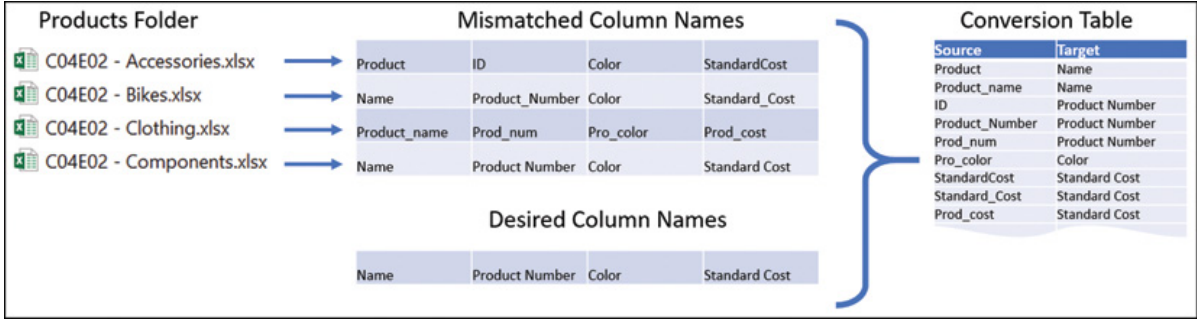 Products Folder
C04E02 - Accessories.xlsx
C04E02 - Bikes.xlsx
C04E02 - Clothing.xlsx
C04E02 - Components.xlsx
Mismatched Column Names
Product ID Color StandardCost
Name Product_Number Color Standard_Cost
Product_name Prod_num Pro_color Prod_cost
Name Product Number Color Standard Cost
Desired Column Names
Name Product Number Color Standard Cost
Conversion Table
Source Target
Product Name
Product_name Name
ID Product Number
Product_Number Product Number
Prod_num Product Number
Pro_color Color
StandardCost Standard Cost
Standard_Cost Standard Cost
Prod_cost Standard Cost